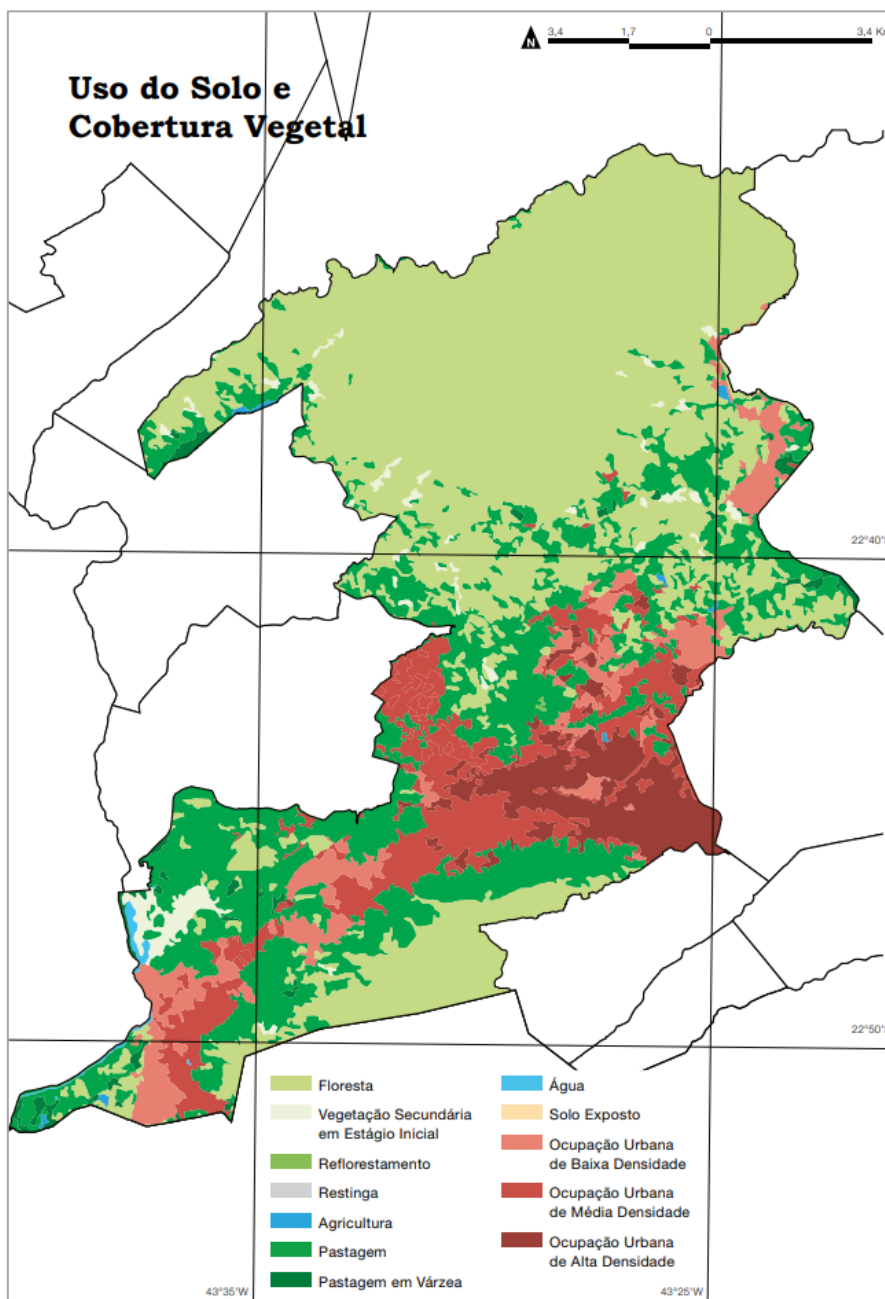 N
3,4
1,7
0
3,4 K
Uso do Solo e
Cobertura Vegetal
22°40'
22°50'
Floresta
Vegetação Secundária
em Estágio Inicial
Reflorestamento
Restinga
Agricultura
Pastagem
Pastagem em Várzea
Água
Solo Exposto
Ocupação Urbana
de Baixa Densidade
Ocupação Urbana
de Média Densidade
Ocupação Urbana
de Alta Densidade
43°35'W
43°25'W